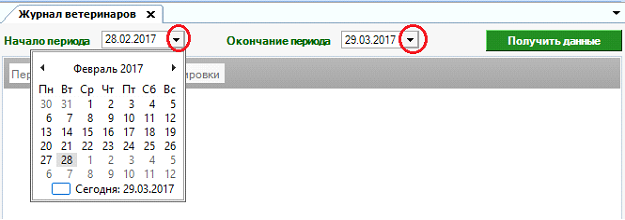 Журнал ветеринаров
Начало периода 28.02.2017 Окончание периода 29.03.2017 Получить данные
Февраль 2017
Пн Вт Ср Чт Пт Сб Вс
30 31 1 2 3 4 5
6 7 8 9 10 11 12
13 14 15 16 17 18 19
20 21 22 23 24 25 26
27 28 1 2 3 4 5
6 7 8 9 10 11 12
Сегодня: 29.03.2017